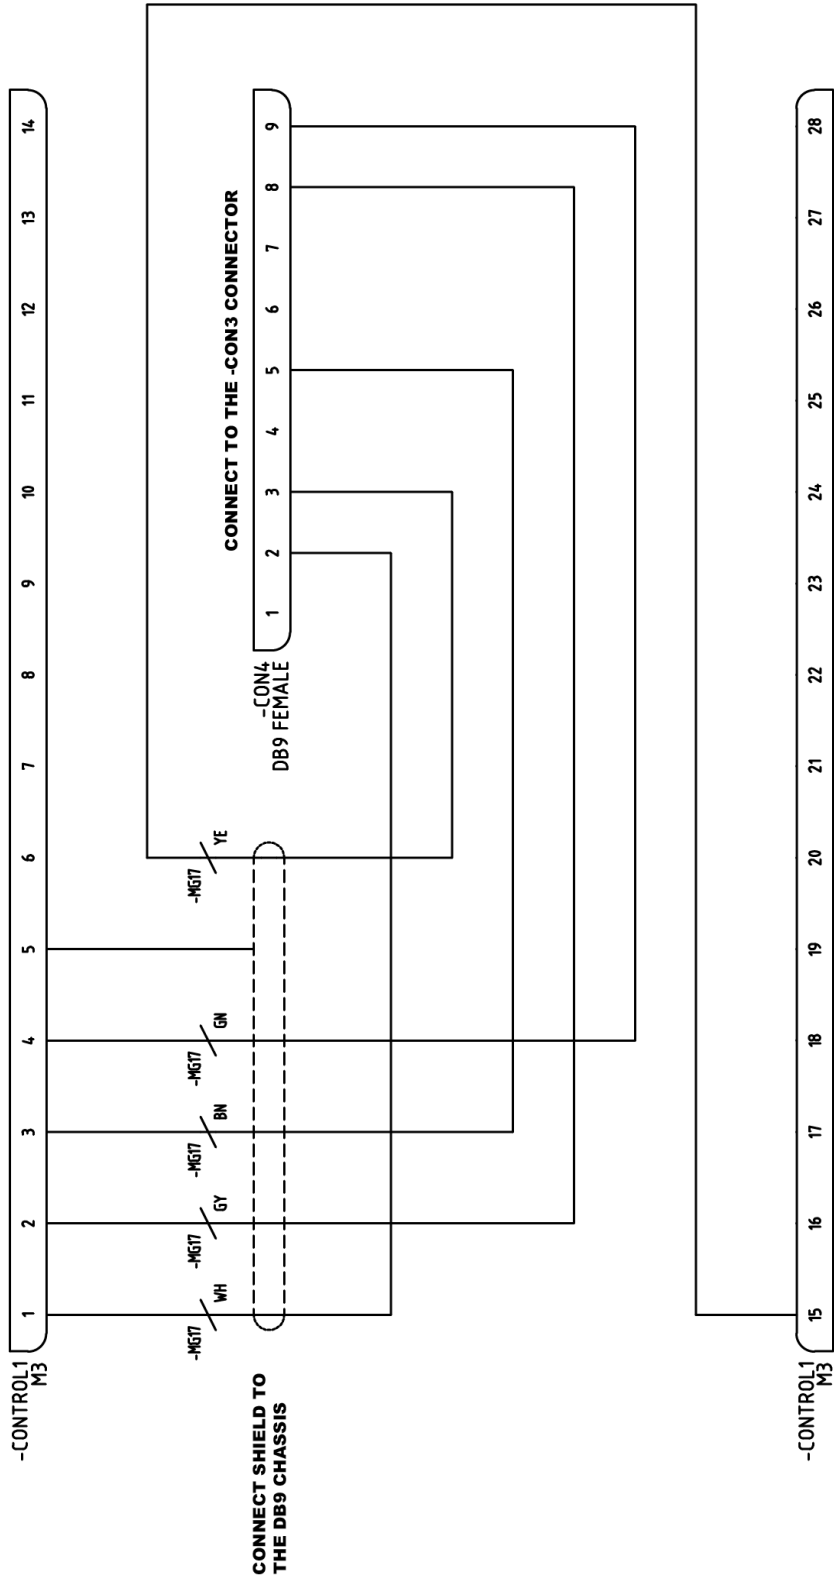 -CONTROL1
M3
1
2
3
4
5
6
7
8
9
10
11
12
13
14
-MG17
WH
-MG17
GY
-MG17
BN
-MG17
GN
-MG17
YE
CONNECT SHIELD TO
THE DB9 CHASSIS
CONNECT TO THE -CON3 CONNECTOR
-CON4
DB9 FEMALE
1
2
3
4
5
6
7
8
9
-CONTROL1
M3
15
16
17
18
19
20
21
22
23
24
25
26
27
28